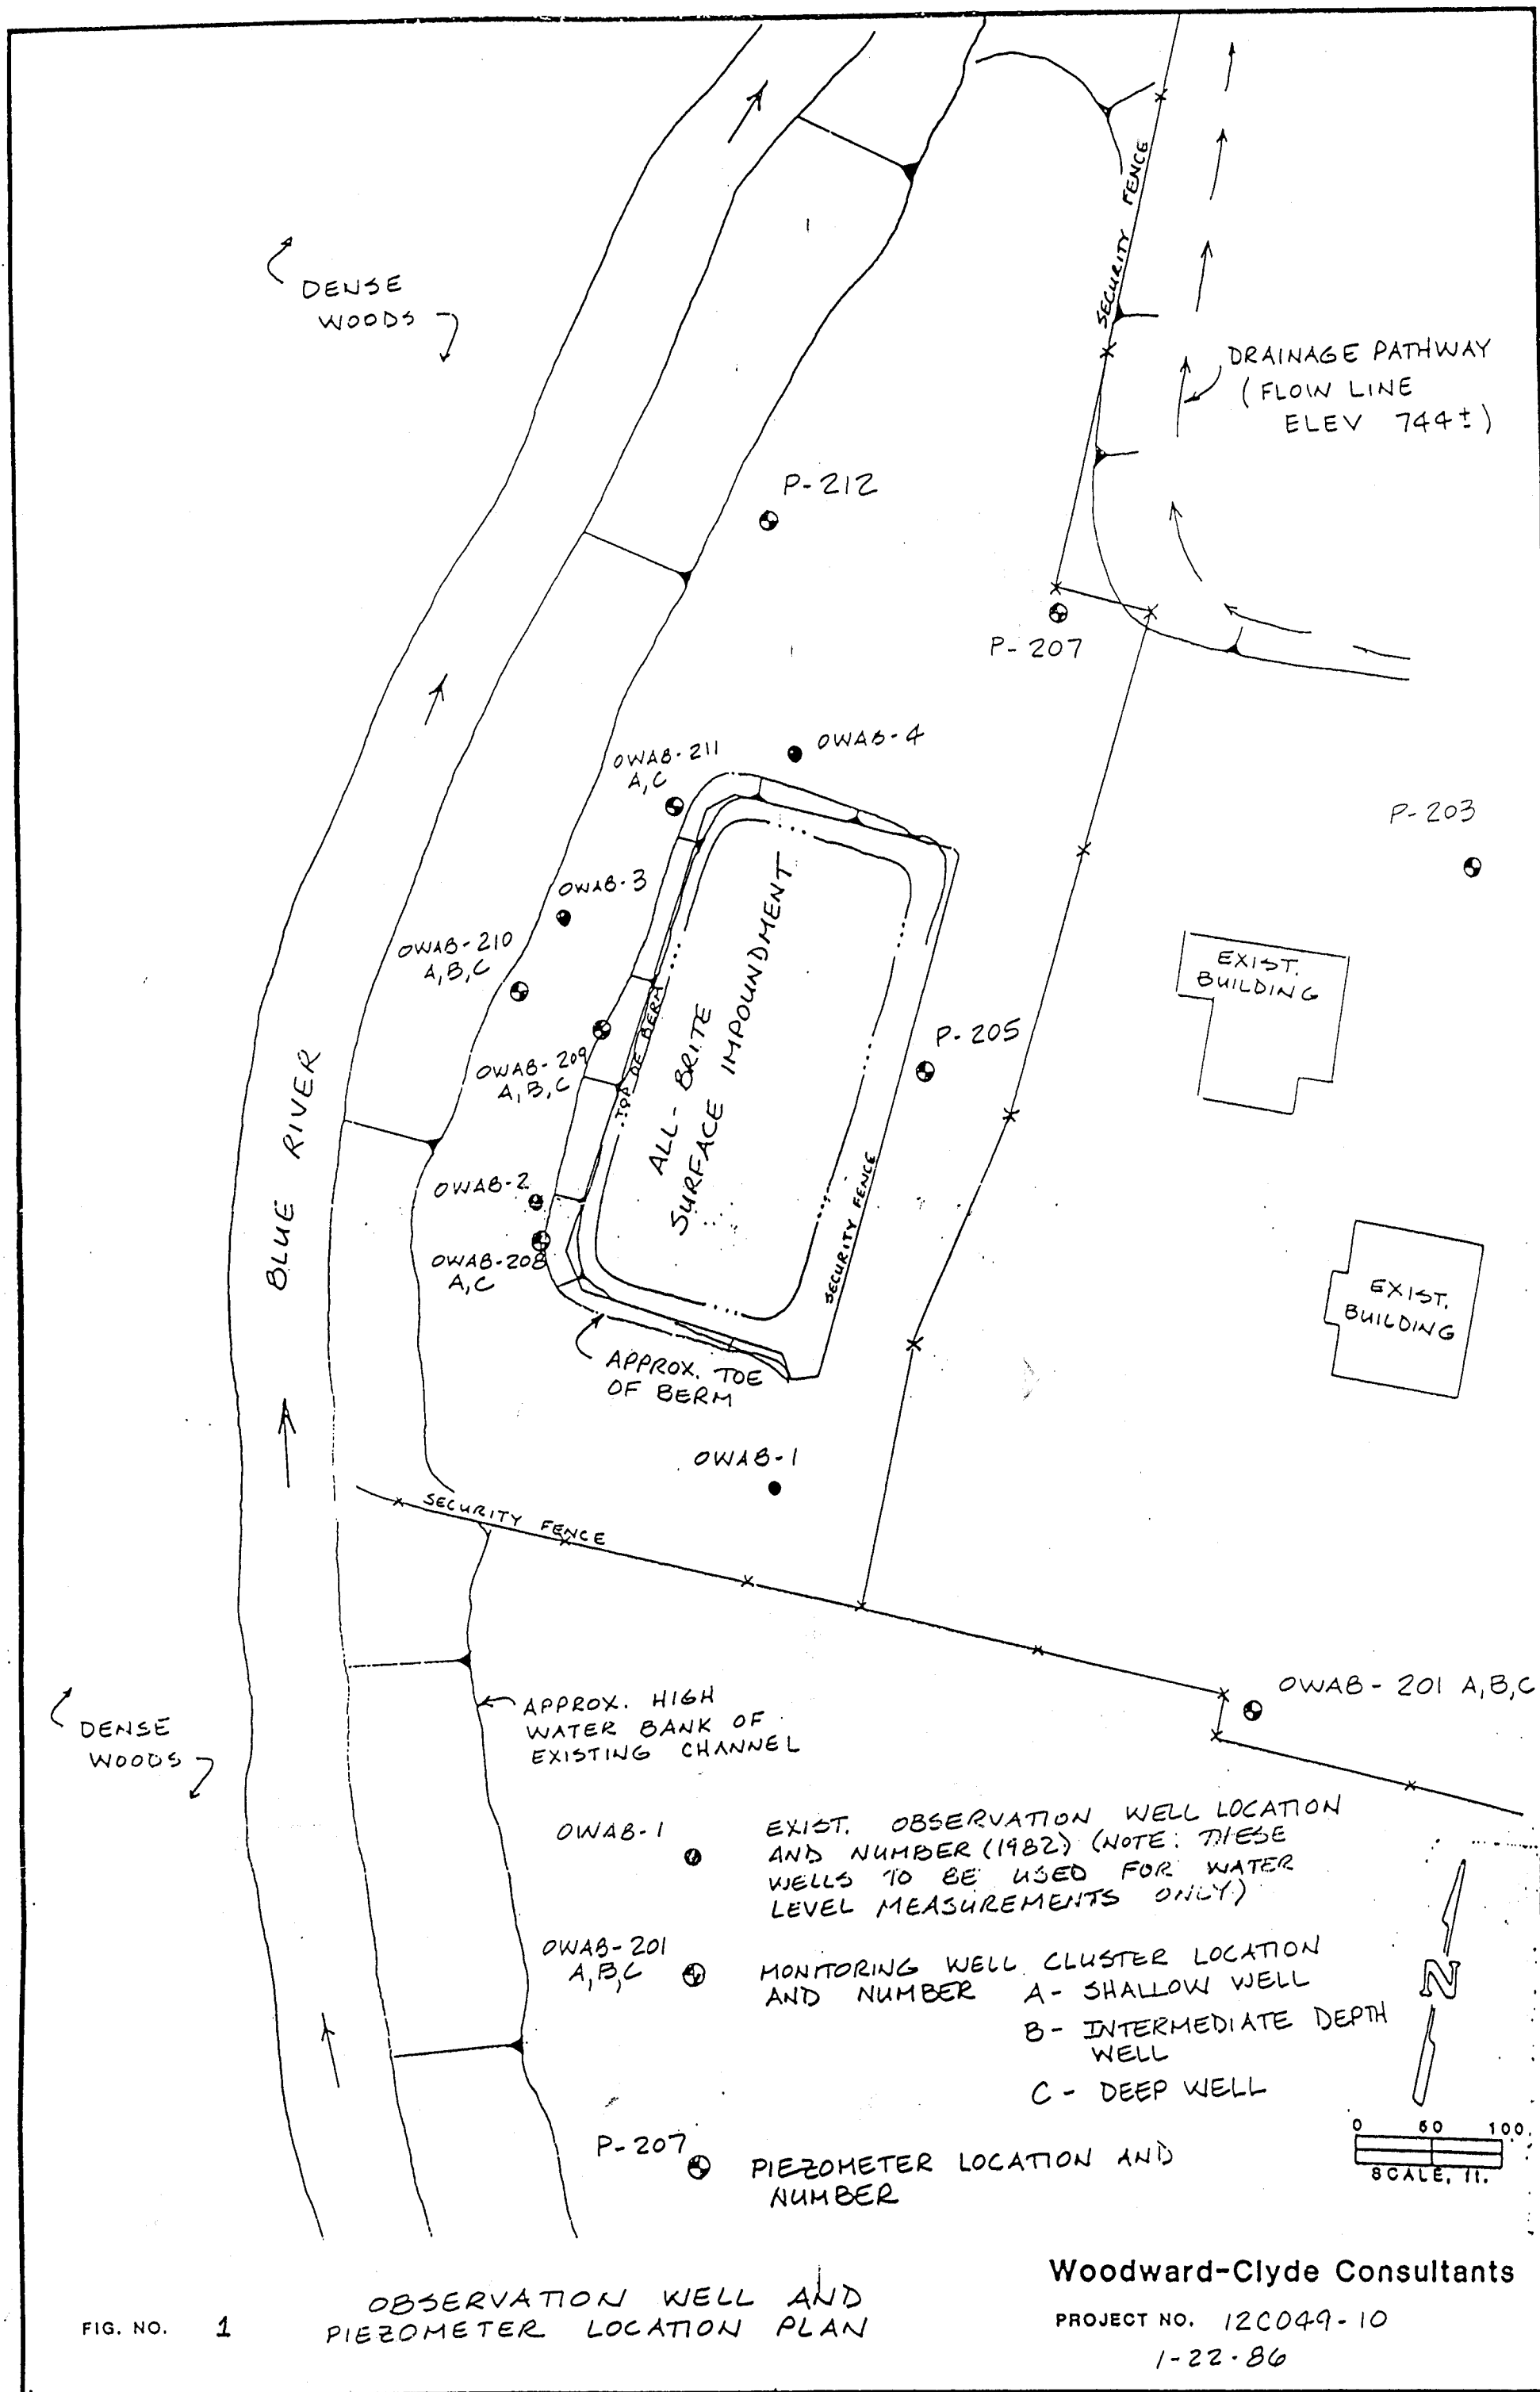 DENSE
WOODS
SECURITY FENCE
DRAINAGE PATHWAY
(FLOW LINE
ELEV 744±)
P-212
P-207
OWAB-4
OWAB-211
A,C
P-203
OWAB-3
OWAB-210
A,B,C
EXIST.
BUILDING
P-205
OWAB-209
A,B,C
TOP OF BERM
ALL-BRITE
SURFACE IMPOUNDMENT
BLUE RIVER
OWAB-2
OWAB-208
A,C
SECURITY FENCE
EXIST.
BUILDING
APPROX. TOE
OF BERM
OWAB-1
SECURITY FENCE
OWAB-201 A,B,C
APPROX. HIGH
WATER BANK OF
EXISTING CHANNEL
DENSE
WOODS
OWAB-1
EXIST. OBSERVATION WELL LOCATION
AND NUMBER (1982) (NOTE: THESE
WELLS TO BE USED FOR WATER
LEVEL MEASUREMENTS ONLY)
OWAB-201
A,B,C
MONITORING WELL CLUSTER LOCATION
AND NUMBER A- SHALLOW WELL
B- INTERMEDIATE DEPTH
WELL
C- DEEP WELL
N
0 50 100
SCALE, ft.
P-207
PIEZOMETER LOCATION AND
NUMBER
Woodward-Clyde Consultants
OBSERVATION WELL AND
PIEZOMETER LOCATION PLAN
FIG. NO. 1
PROJECT NO. 12C049-10
1-22-86